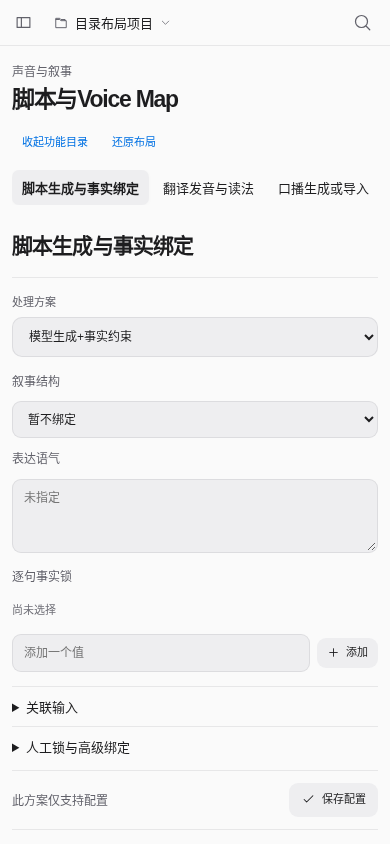 目录布局项目
声音与叙事
脚本与Voice Map
收起功能目录 还原布局
脚本生成与事实绑定 翻译发音与读法 口播生成或导入
脚本生成与事实绑定
处理方案
模型生成+事实约束
叙事结构
暂不绑定
表达语气
未指定
逐句事实锁
尚未选择
添加一个值 添加
关联输入
人工锁与高级绑定
此方案仅支持配置 保存配置